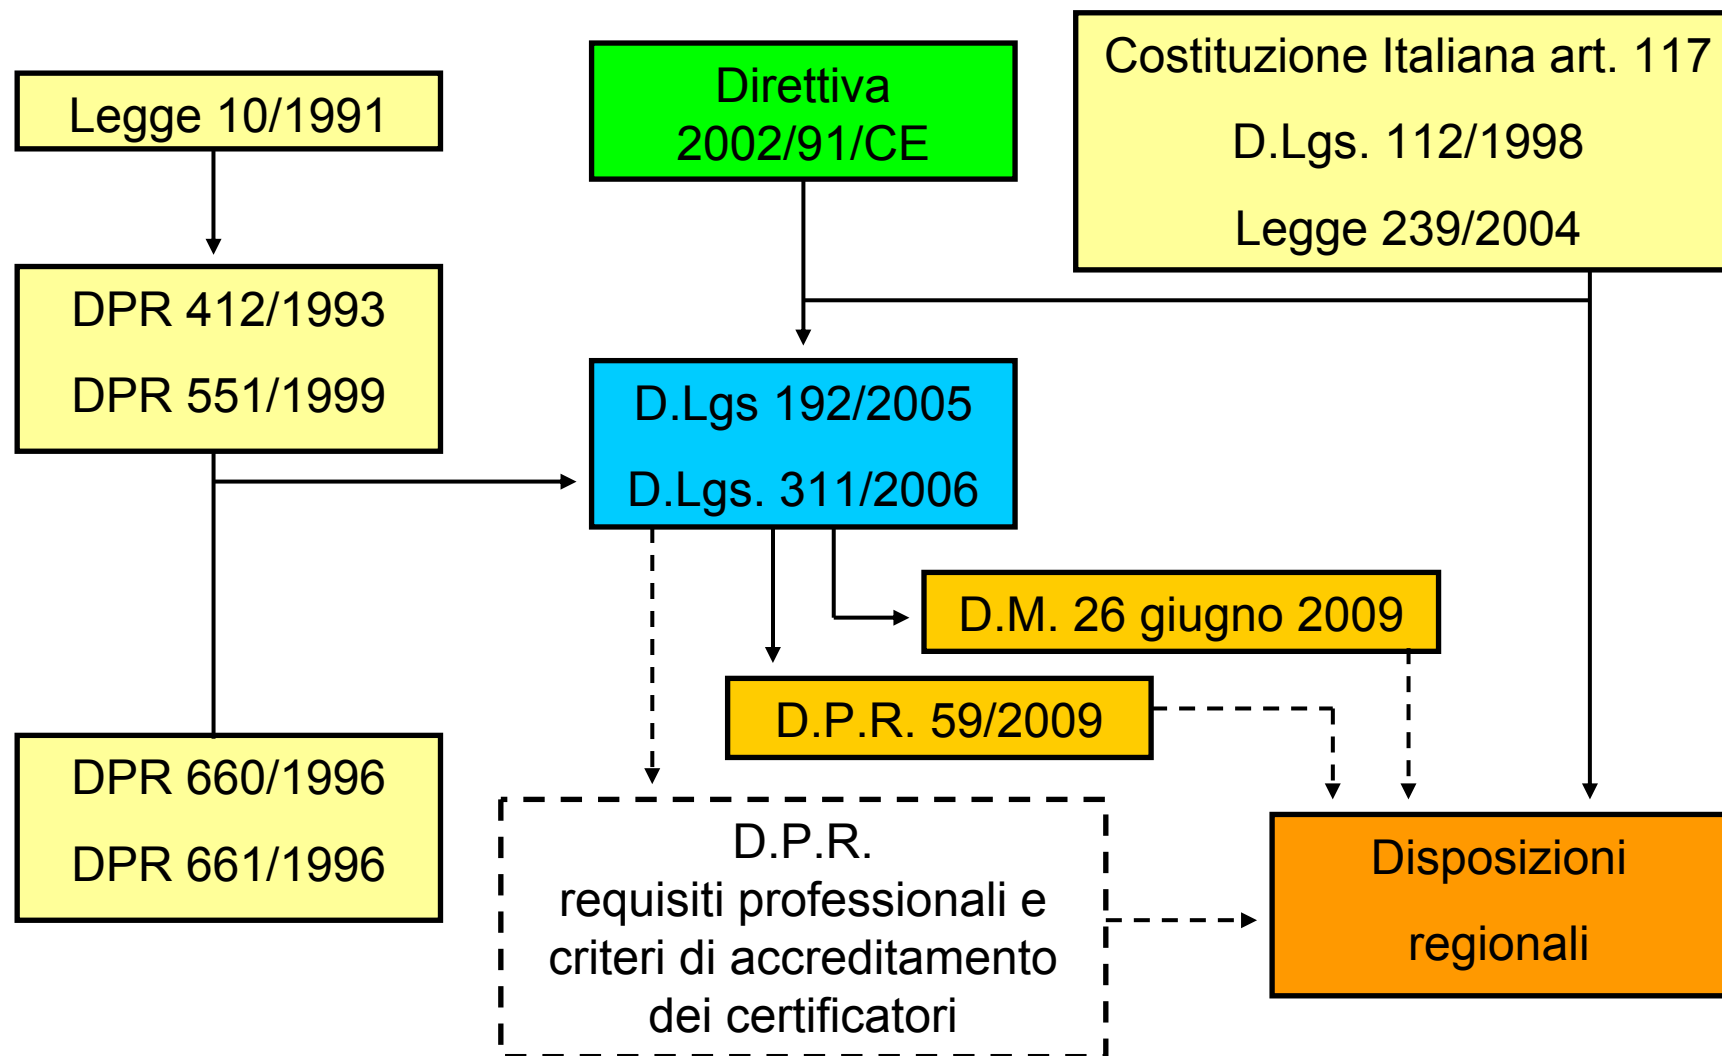 Legge 10/1991
Direttiva
2002/91/CE
Costituzione Italiana art. 117
D.Lgs. 112/1998
Legge 239/2004
DPR 412/1993
DPR 551/1999
D.Lgs 192/2005
D.Lgs. 311/2006
D.M. 26 giugno 2009
D.P.R. 59/2009
DPR 660/1996
DPR 661/1996
D.P.R.
requisiti professionali e
criteri di accreditamento
dei certificatori
Disposizioni
regionali